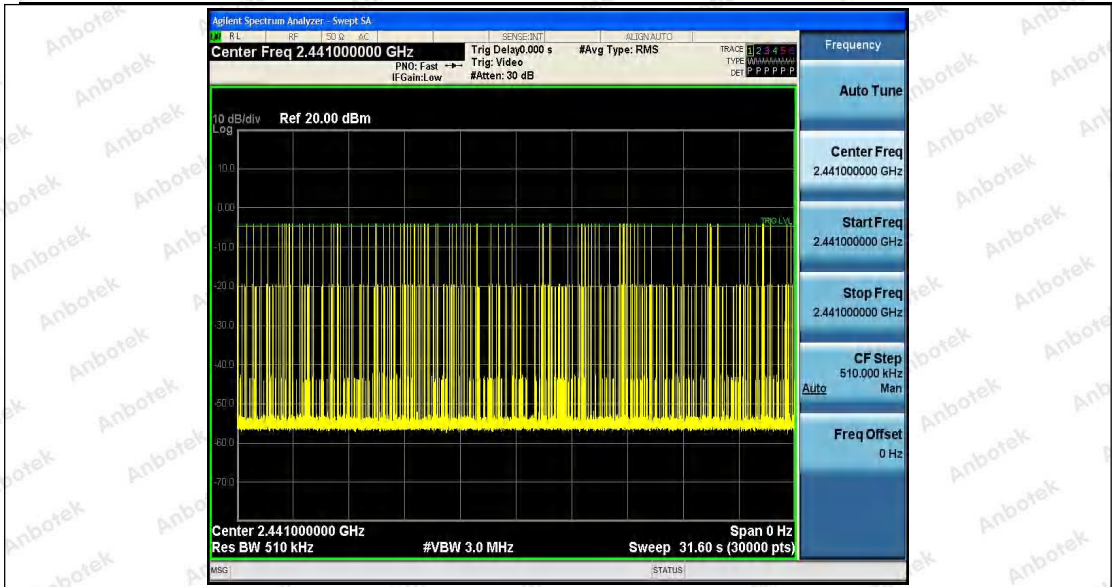 Agilent Spectrum Analyzer - Swept SA
RL RF 50 Ω AC SENSE:INT ALIGNAUTO
Center Freq 2.441000000 GHz
PNO: Fast
IFGain:Low
Trig Delay0.000 s
Trig: Video
#Atten: 30 dB
#Avg Type: RMS
TRACE 1 2 3 4 5 6
TYPE
DET P P P P P P
10 dB/div Ref 20.00 dBm
Log
10.0
0.00
TRIG LVL
-10.0
-20.0
-30.0
-40.0
-50.0
-60.0
-70.0
Center 2.441000000 GHz
Span 0 Hz
Res BW 510 kHz
#VBW 3.0 MHz
Sweep 31.60 s (30000 pts)
MSG
STATUS
Frequency
Auto Tune
Center Freq
2.441000000 GHz
Start Freq
2.441000000 GHz
Stop Freq
2.441000000 GHz
CF Step
510.000 kHz
Auto Man
Freq Offset
0 Hz
Anbotek